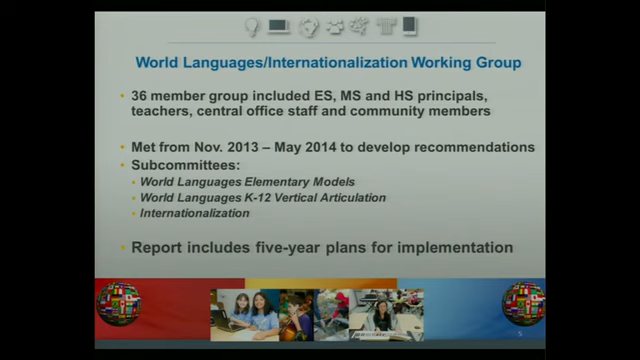 World Languages/Internationalization Working Group
• 36 member group included ES, MS and HS principals,
teachers, central office staff and community members
• Met from Nov. 2013 – May 2014 to develop recommendations
• Subcommittees:
• World Languages Elementary Models
• World Languages K-12 Vertical Articulation
• Internationalization
• Report includes five-year plans for implementation
5